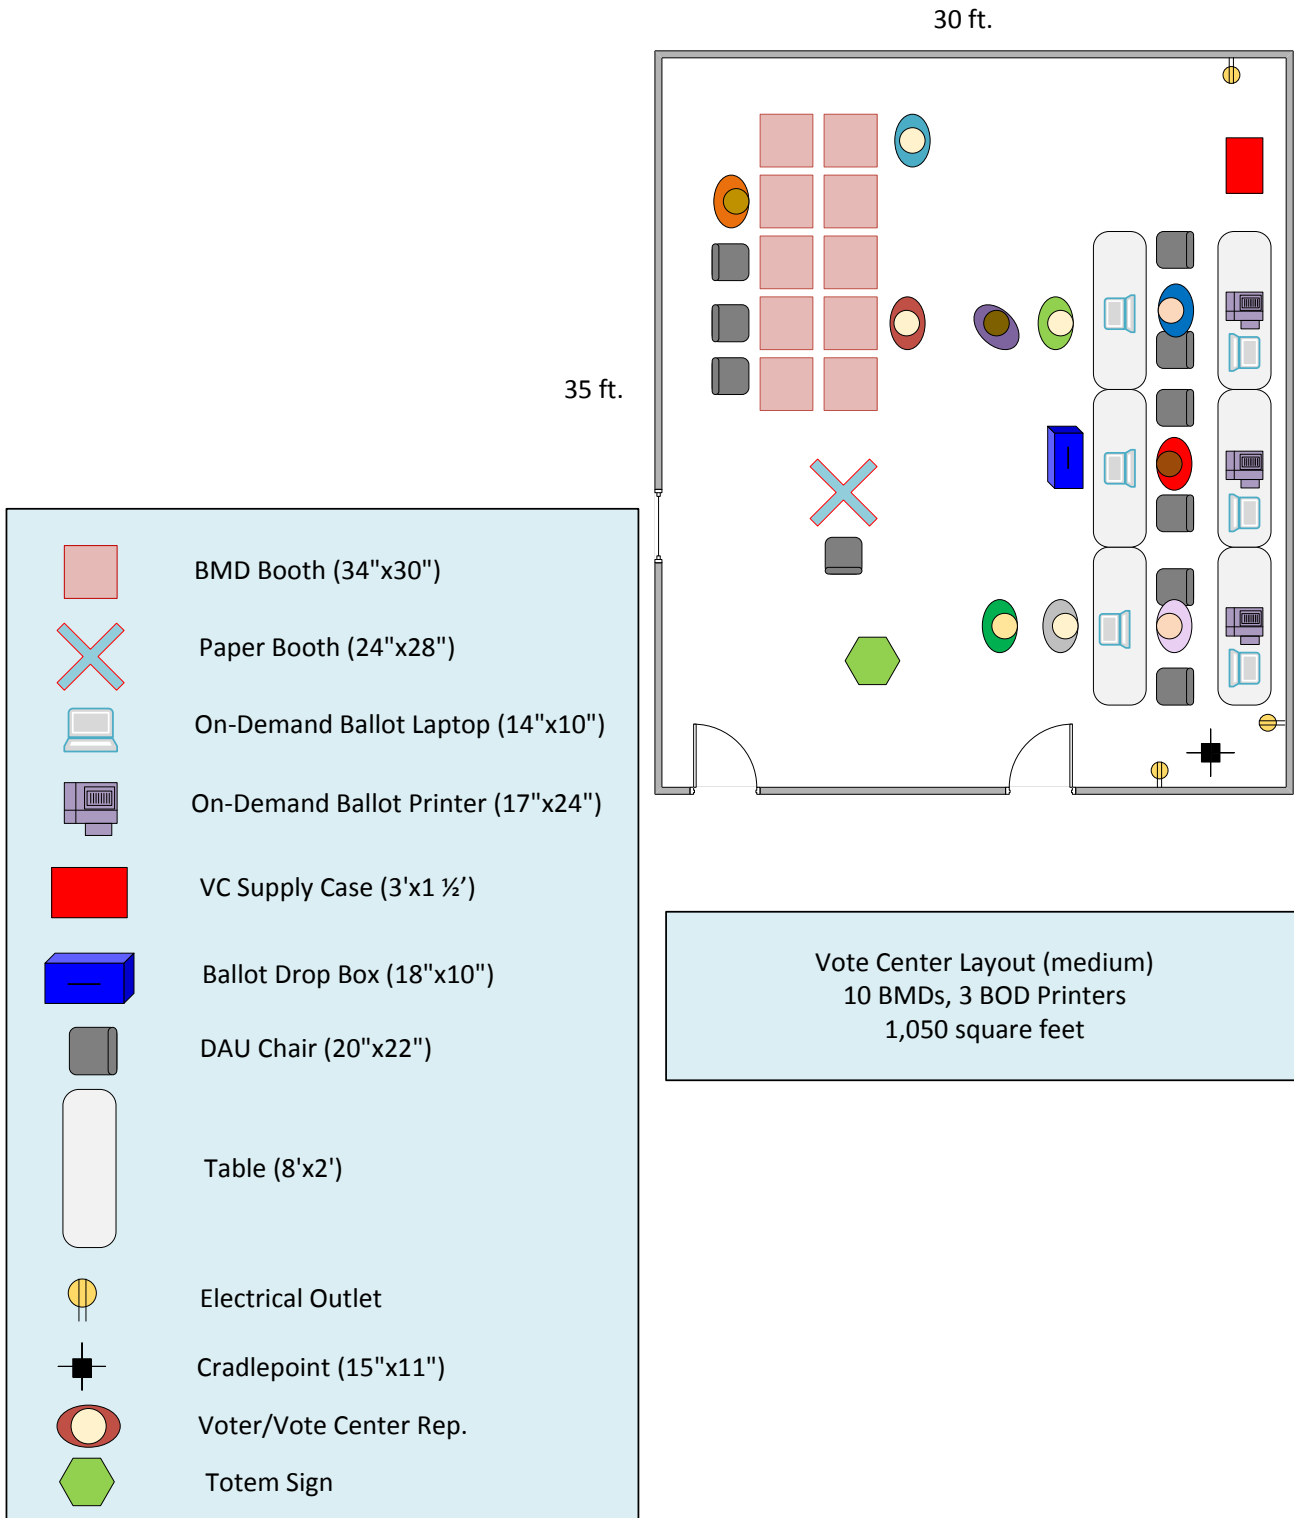 30 ft.
35 ft.
BMD Booth (34"x30")
Paper Booth (24"x28")
On-Demand Ballot Laptop (14"x10")
On-Demand Ballot Printer (17"x24")
VC Supply Case (3'x1 ½’)
Ballot Drop Box (18"x10")
DAU Chair (20"x22")
Table (8'x2')
Electrical Outlet
Cradlepoint (15"x11")
Voter/Vote Center Rep.
Totem Sign
Vote Center Layout (medium)
10 BMDs, 3 BOD Printers
1,050 square feet